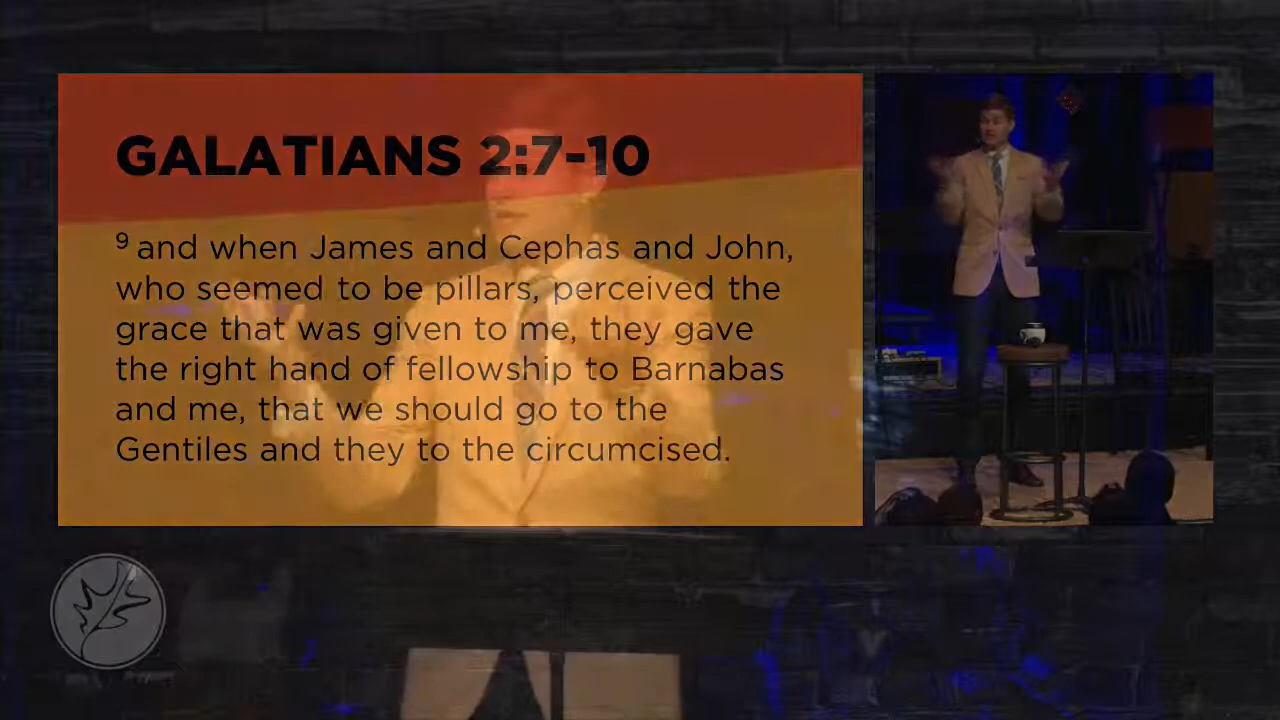 GALATIANS 2:7-10
9 and when James and Cephas and John,
who seemed to be pillars, perceived the
grace that was given to me, they gave
the right hand of fellowship to Barnabas
and me, that we should go to the
Gentiles and they to the circumcised.